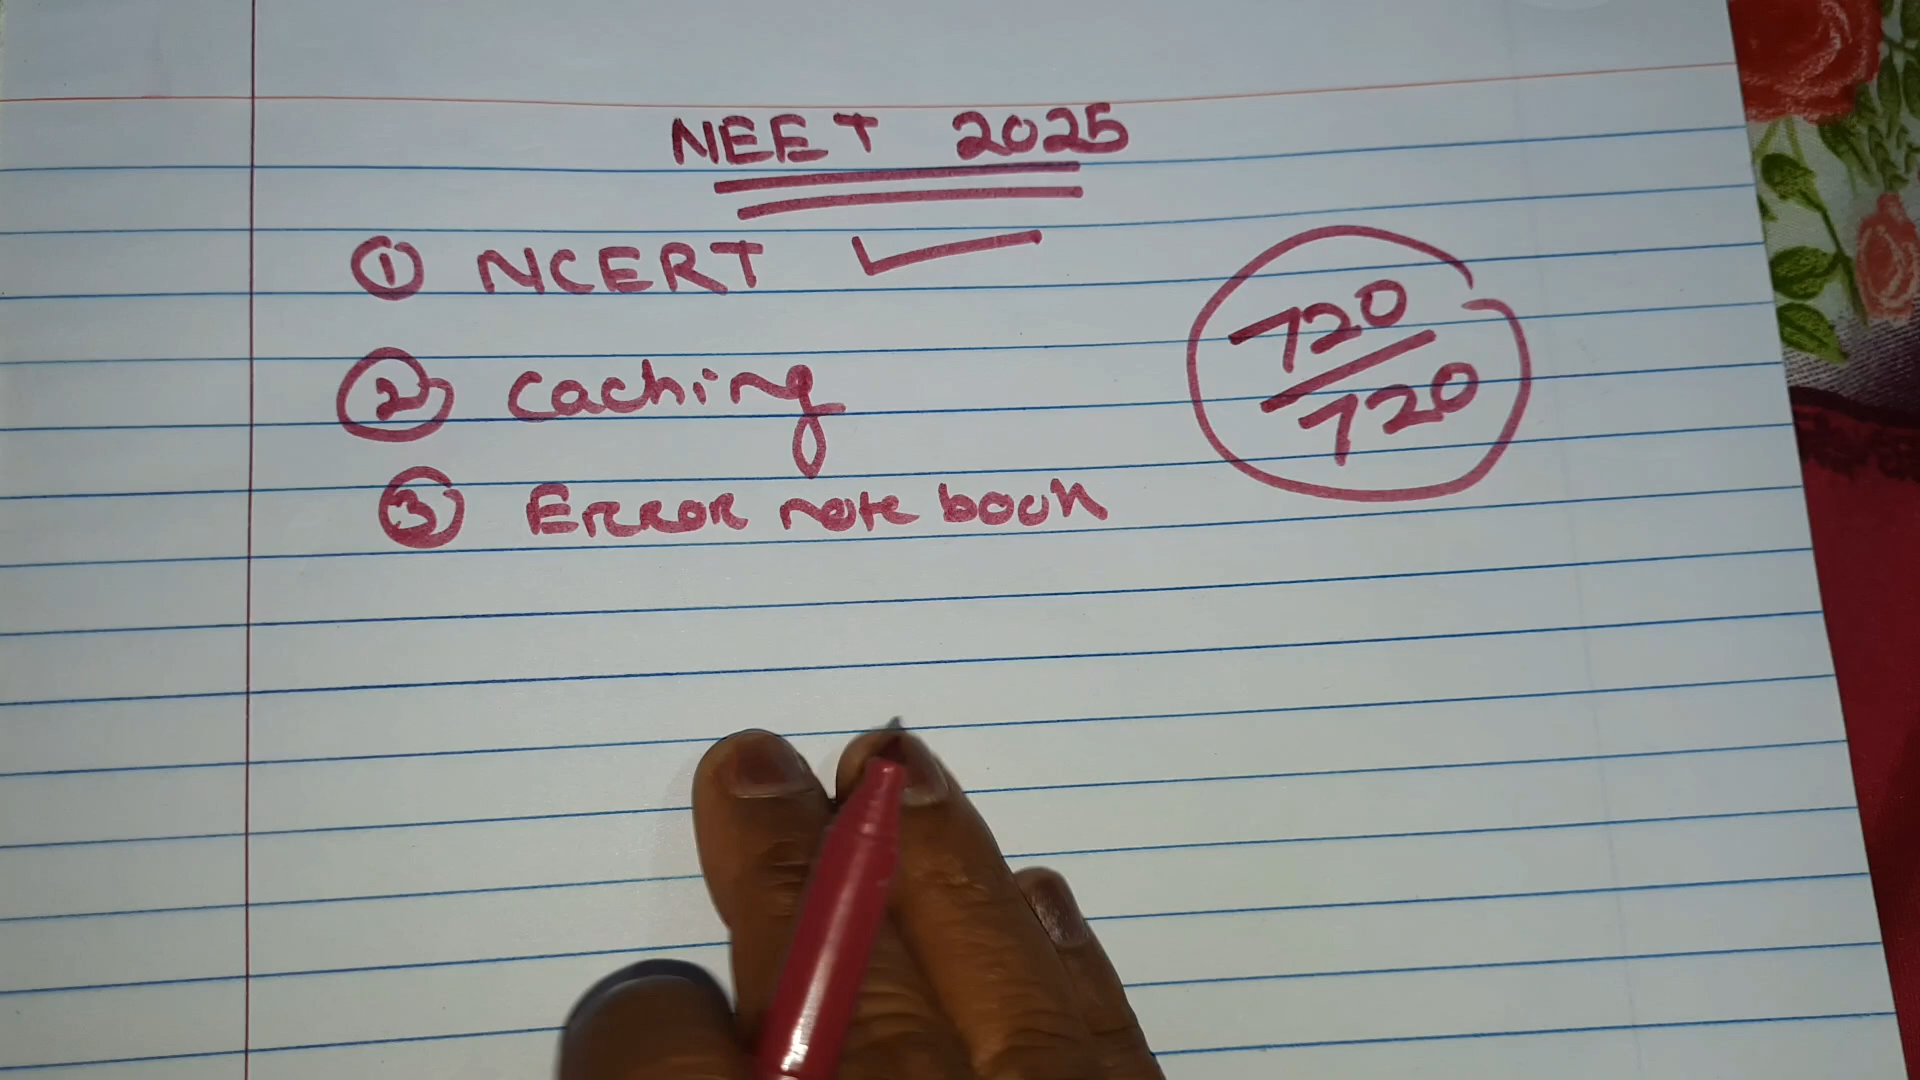 NEET 2025
① NCERT ✓
② Caching
③ Error note book
720
720